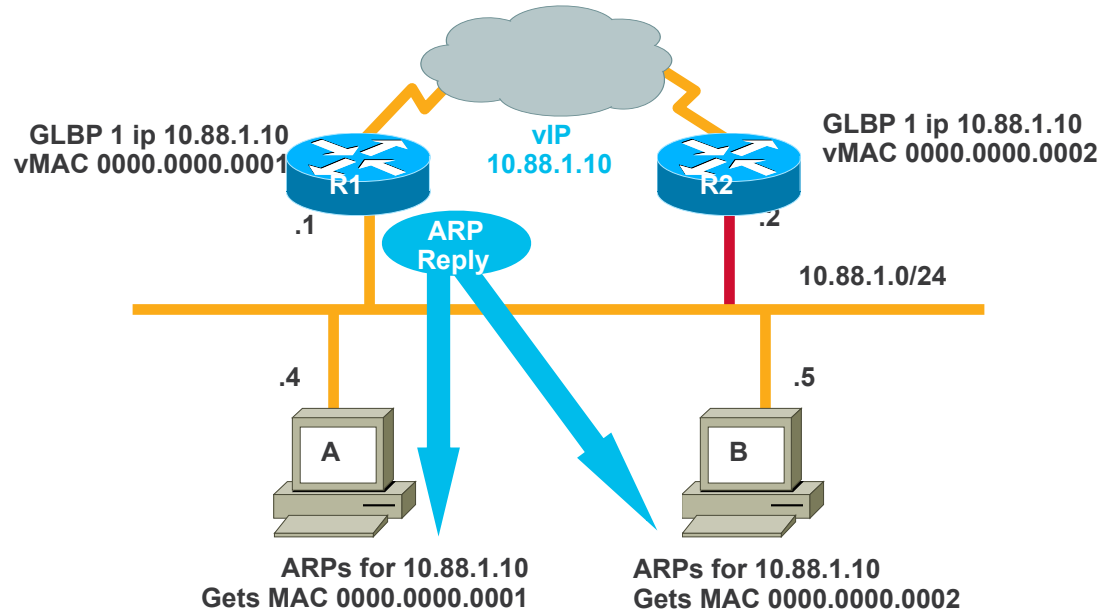 GLBP 1 ip 10.88.1.10
vMAC 0000.0000.0001
vIP
10.88.1.10
GLBP 1 ip 10.88.1.10
vMAC 0000.0000.0002
R1
R2
.1
.2
ARP
Reply
10.88.1.0/24
.4
.5
A
B
ARPs for 10.88.1.10
Gets MAC 0000.0000.0001
ARPs for 10.88.1.10
Gets MAC 0000.0000.0002